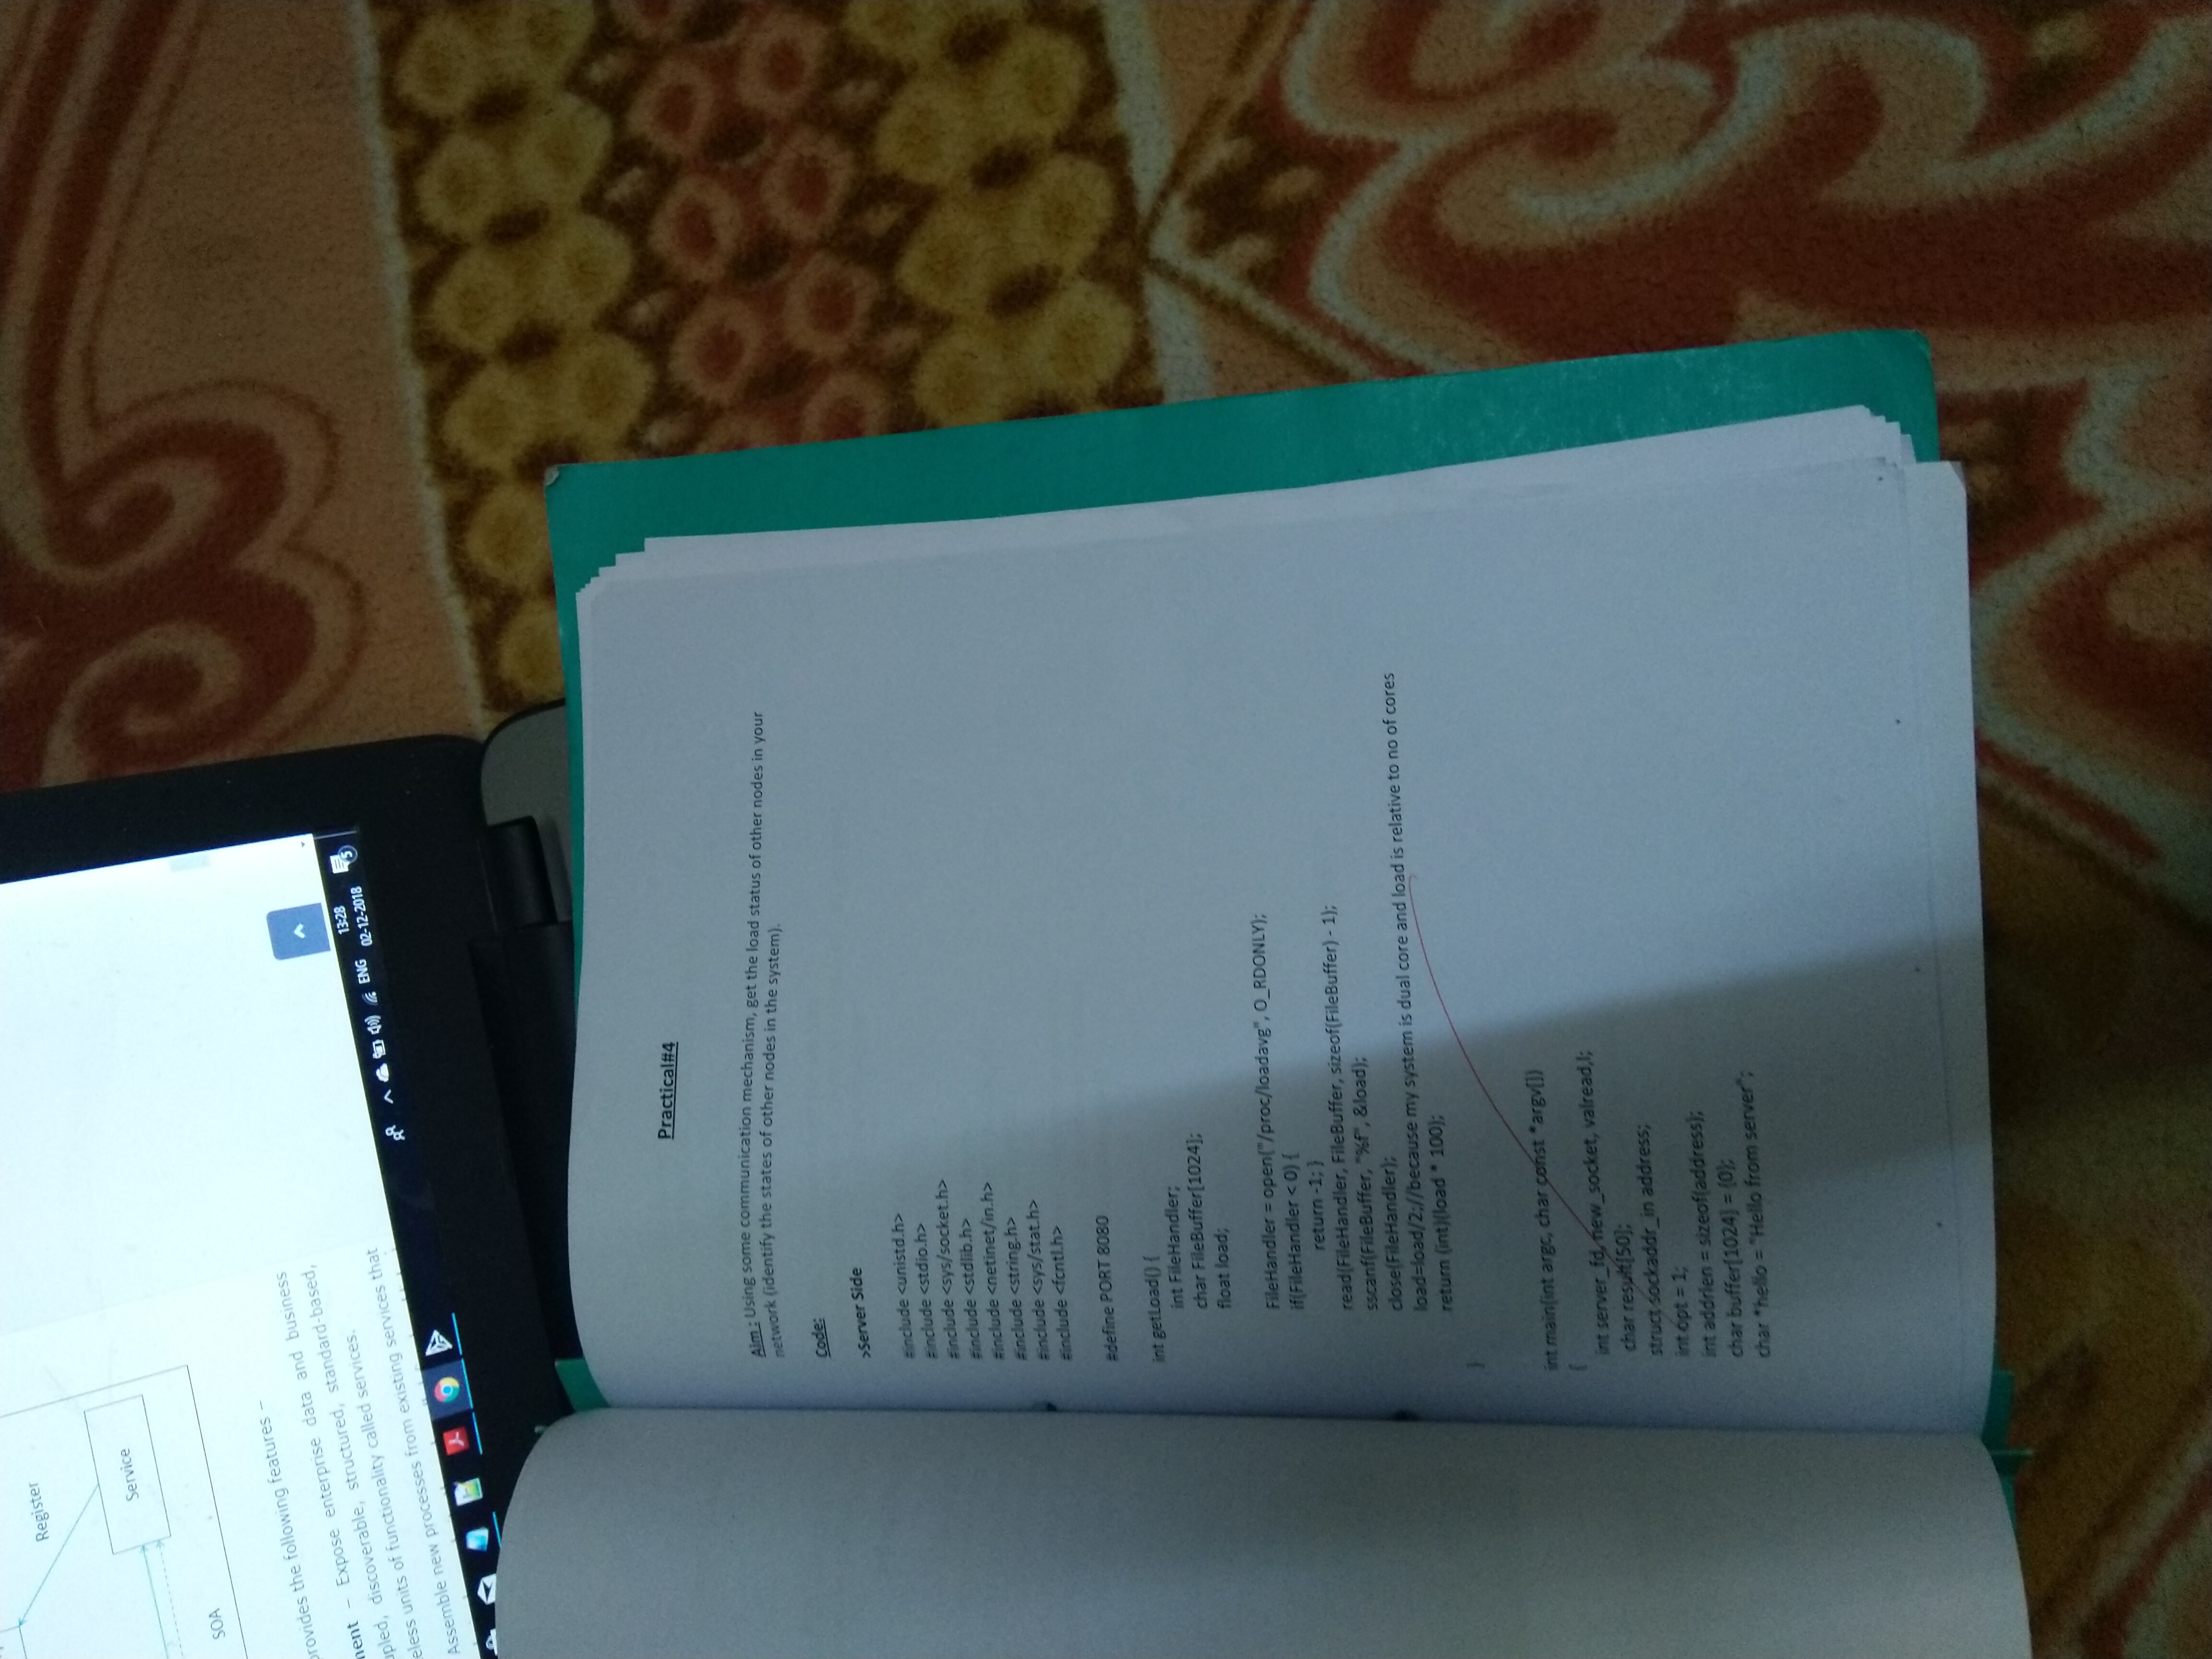 Register
Service
SOA
provides the following features –
ment – Expose enterprise data and business
upled, discoverable, structured, standard-based,
eless units of functionality called services.
Assemble new processes from existing services that
ENG
13:28
02-12-2018
5
Practical#4
Aim : Using some communication mechanism, get the load status of other nodes in your
network (identify the states of other nodes in the system).
Code:
>Server Side
#include <unistd.h>
#include <stdio.h>
#include <sys/socket.h>
#include <stdlib.h>
#include <netinet/in.h>
#include <string.h>
#include <sys/stat.h>
#include <fcntl.h>
#define PORT 8080
int getLoad() {
int FileHandler;
char FileBuffer[1024];
float load;
FileHandler = open("/proc/loadavg", O_RDONLY);
if(FileHandler < 0) {
return -1; }
read(FileHandler, FileBuffer, sizeof(FileBuffer) - 1);
sscanf(FileBuffer, "%f", &load);
close(FileHandler);
load=load/2;//because my system is dual core and load is relative to no of cores
return (int)(load * 100);
}
int main(int argc, char const *argv[])
{
int server_fd, new_socket, valread,l;
char result[50];
struct sockaddr_in address;
int opt = 1;
int addrlen = sizeof(address);
char buffer[1024] = {0};
char *hello = "Hello from server";